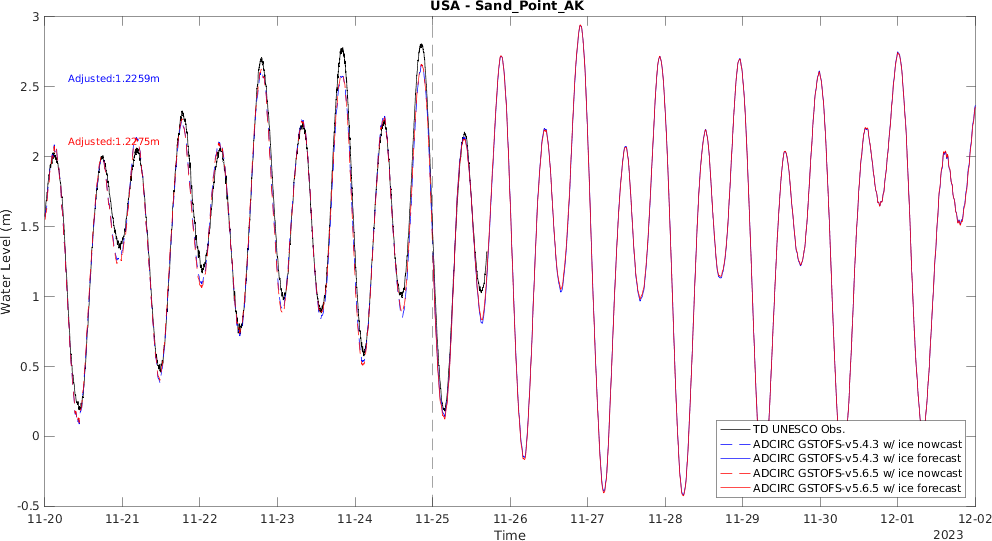 USA - Sand_Point_AK
3
2.5
2
1.5
1
0.5
0
-0.5
Water Level (m)
Adjusted:1.2259m
Adjusted:1.2275m
TD UNESCO Obs.
ADCIRC GSTOFS-v5.4.3 w/ ice nowcast
ADCIRC GSTOFS-v5.4.3 w/ ice forecast
ADCIRC GSTOFS-v5.6.5 w/ ice nowcast
ADCIRC GSTOFS-v5.6.5 w/ ice forecast
11-20 11-21 11-22 11-23 11-24 11-25 11-26 11-27 11-28 11-29 11-30 12-01 12-02
Time
2023